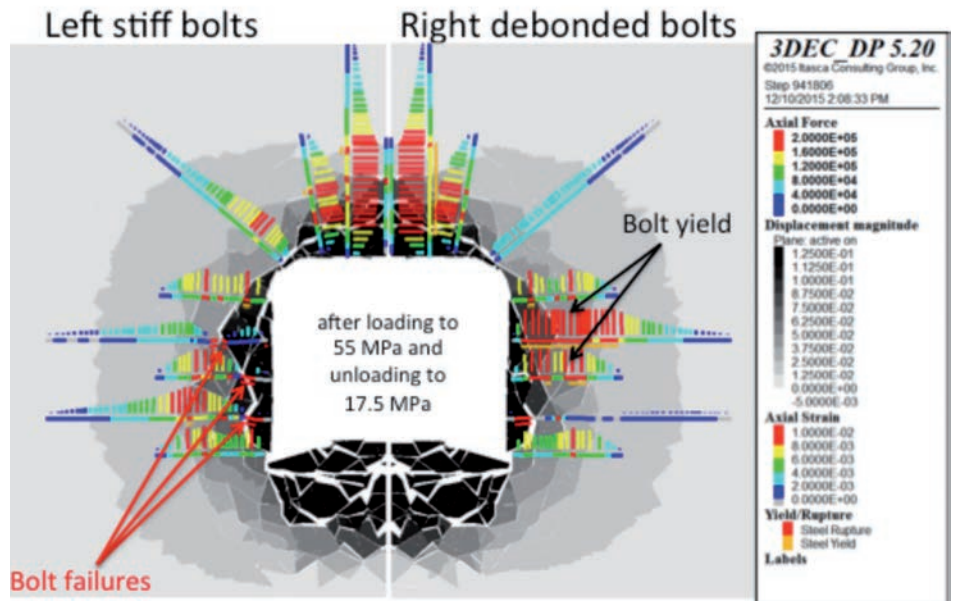 Left stiff bolts
Right debonded bolts
Bolt yield
after loading to
55 MPa and
unloading to
17.5 MPa
Bolt failures
3DEC_DP 5.20
©2015 Itasca Consulting Group, Inc.
Step 941806
12/10/2015 2:08:33 PM
Axial Force
2.0000E+05
1.6000E+05
1.2000E+05
8.0000E+04
4.0000E+04
0.0000E+00
Displacement magnitude
Plane: active on
1.2500E-01
1.1250E-01
1.0000E-01
8.7500E-02
7.5000E-02
6.2500E-02
5.0000E-02
3.7500E-02
2.5000E-02
1.2500E-02
0.0000E+00
-5.0000E-03
Axial Strain
1.0000E-02
8.0000E-03
6.0000E-03
4.0000E-03
2.0000E-03
0.0000E+00
Yield/Rupture
Steel Rupture
Steel Yield
Labels